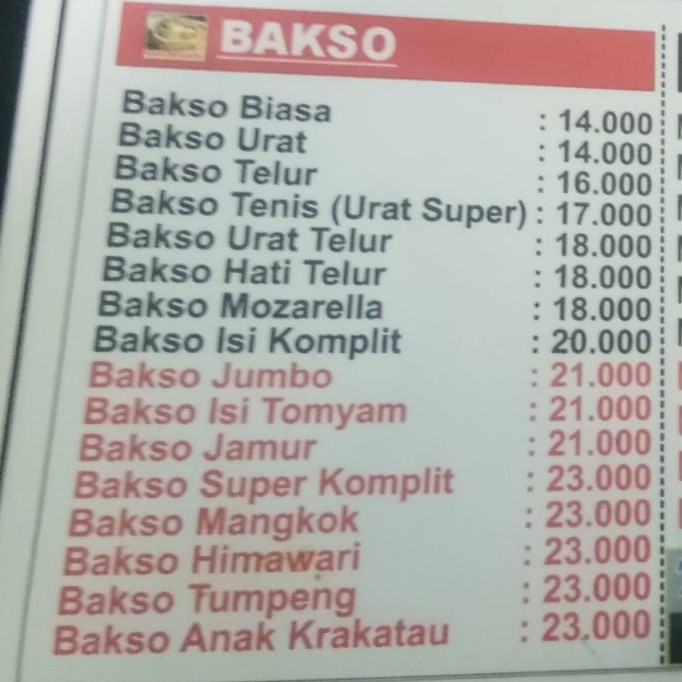 BAKSO
Bakso Biasa : 14.000
Bakso Urat : 14.000
Bakso Telur : 16.000
Bakso Tenis (Urat Super) : 17.000
Bakso Urat Telur : 18.000
Bakso Hati Telur : 18.000
Bakso Mozarella : 18.000
Bakso Isi Komplit : 20.000
Bakso Jumbo : 21.000
Bakso Isi Tomyam : 21.000
Bakso Jamur : 21.000
Bakso Super Komplit : 23.000
Bakso Mangkok : 23.000
Bakso Himawari : 23.000
Bakso Tumpeng : 23.000
Bakso Anak Krakatau : 23.000